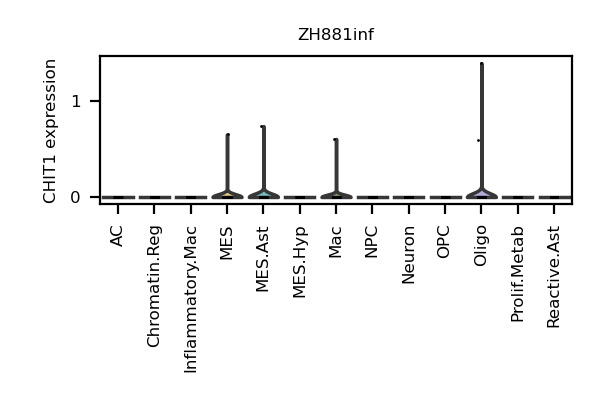 ZH881inf
CHIT1 expression
1
0
AC
Chromatin.Reg
Inflammatory.Mac
MES
MES.Ast
MES.Hyp
Mac
NPC
Neuron
OPC
Oligo
Prolif.Metab
Reactive.Ast